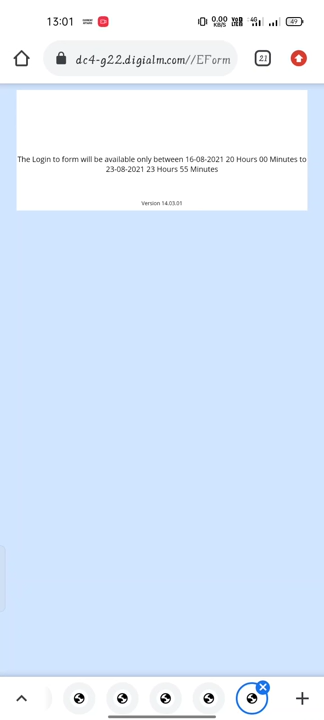 13:01
0.00 KB/S
4G
49
dc4-g22.digialm.com//EForm
21
The Login to form will be available only between 16-08-2021 20 Hours 00 Minutes to
23-08-2021 23 Hours 55 Minutes
Version 14.03.01